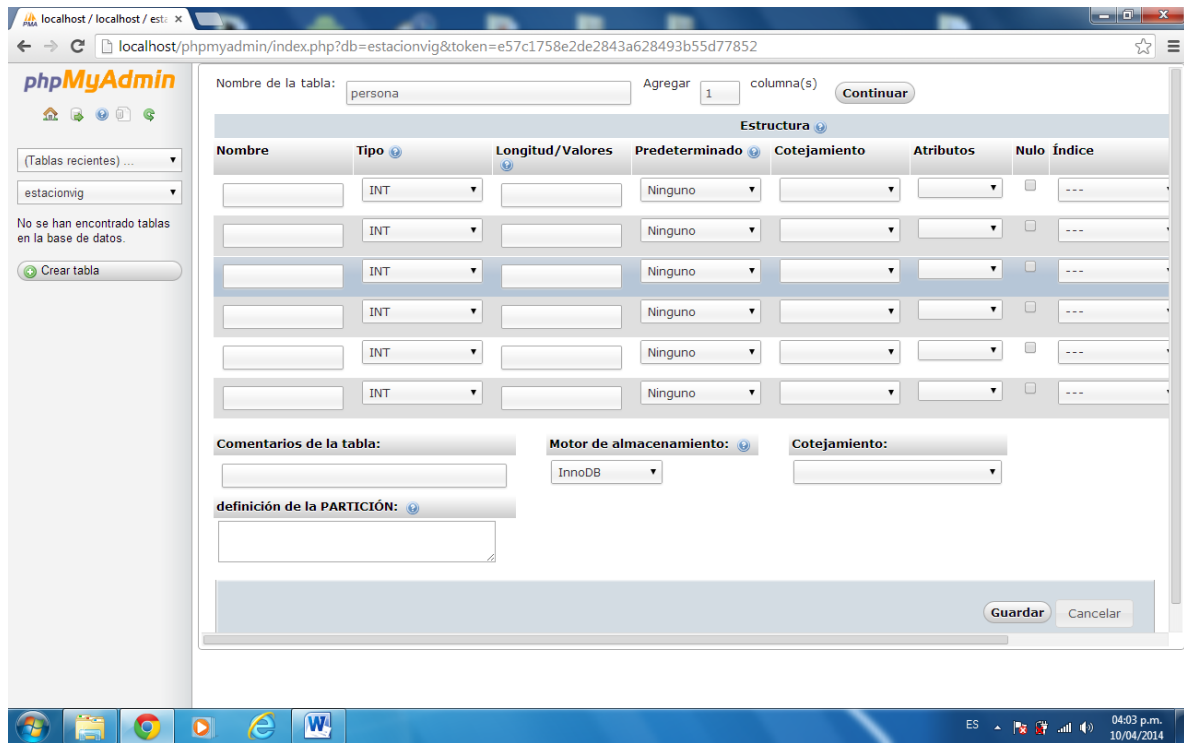 localhost / localhost / esta
localhost/phpmyadmin/index.php?db=estacionvig&token=e57c1758e2de2843a628493b55d77852
phpMyAdmin
(Tablas recientes) ...
estacionvig
No se han encontrado tablas
en la base de datos.
Crear tabla
Nombre de la tabla: persona Agregar 1 columna(s) Continuar
Estructura
Nombre Tipo Longitud/Valores Predeterminado Cotejamiento Atributos Nulo Índice
INT Ninguno ---
INT Ninguno ---
INT Ninguno ---
INT Ninguno ---
INT Ninguno ---
INT Ninguno ---
Comentarios de la tabla: Motor de almacenamiento: Cotejamiento:
InnoDB
definición de la PARTICIÓN:
Guardar Cancelar
ES 04:03 p.m.
10/04/2014